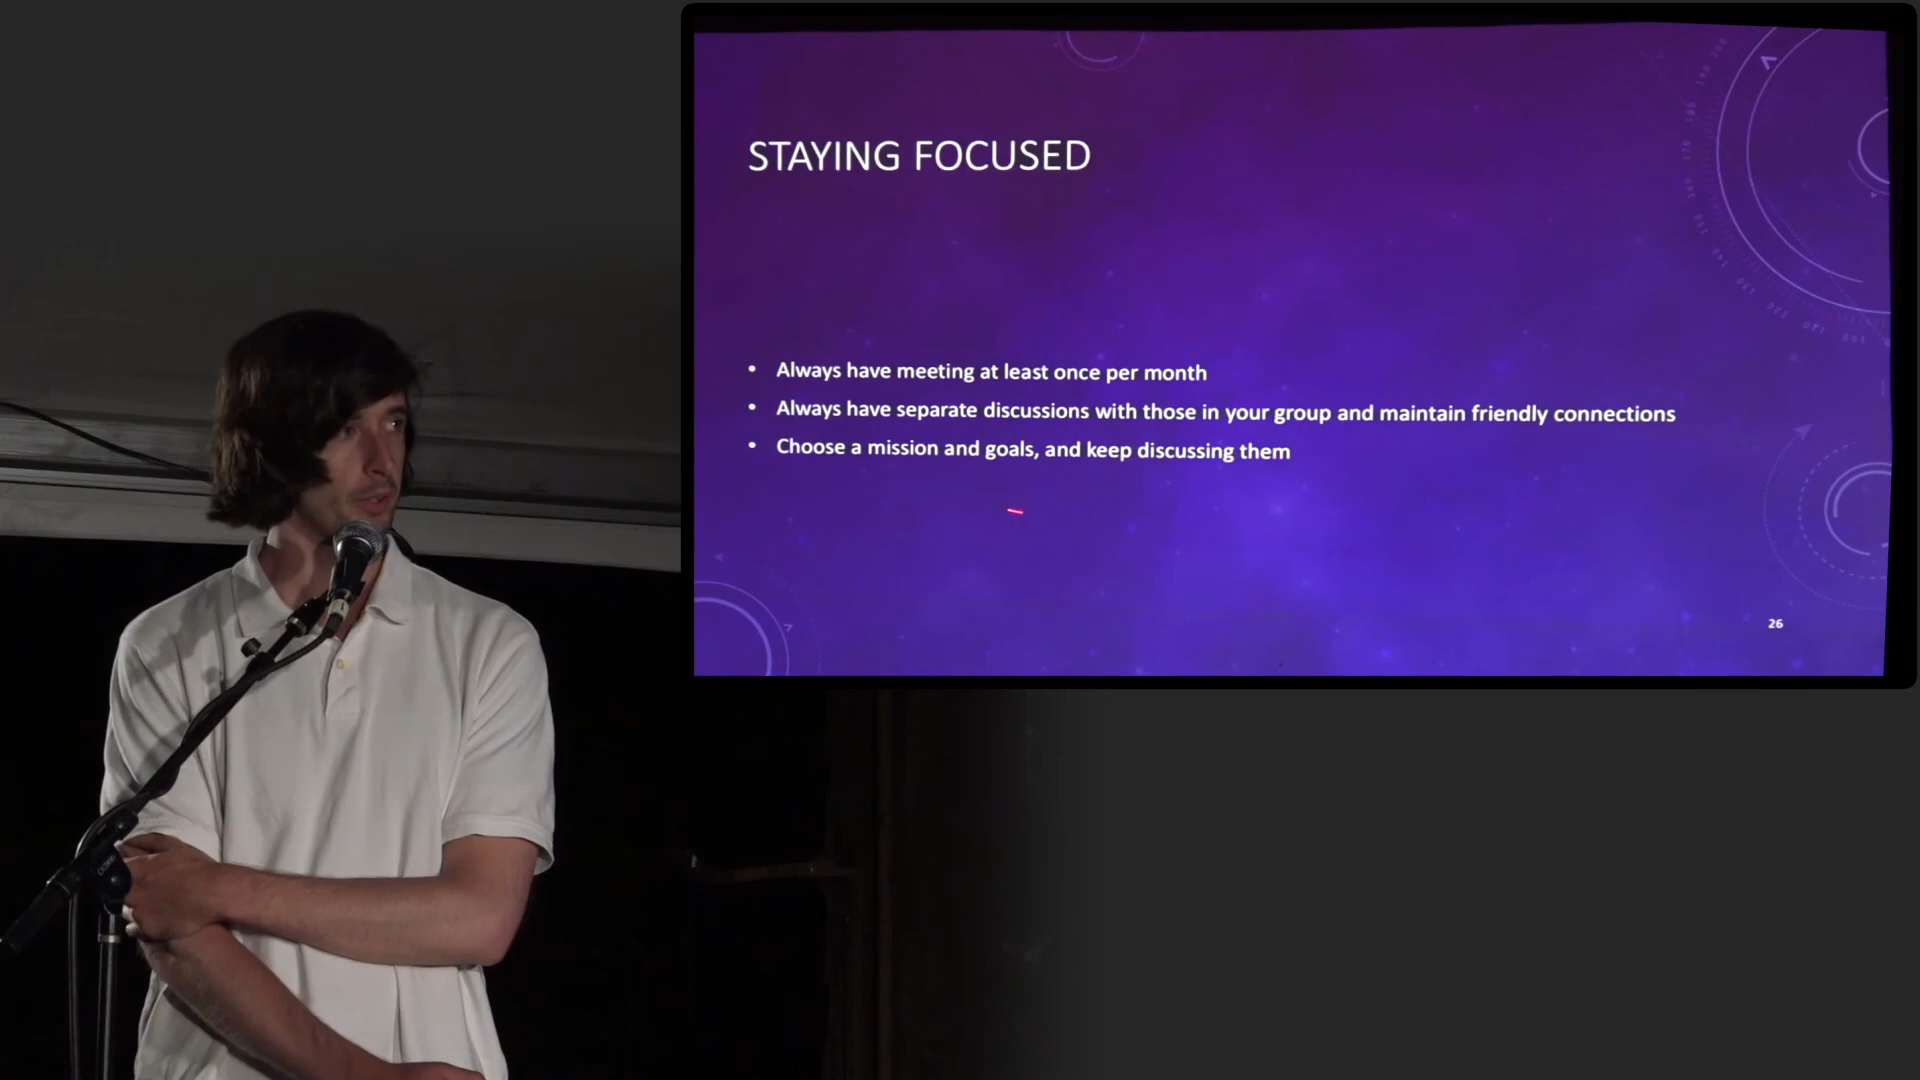 STAYING FOCUSED
• Always have meeting at least once per month
• Always have separate discussions with those in your group and maintain friendly connections
• Choose a mission and goals, and keep discussing them
26